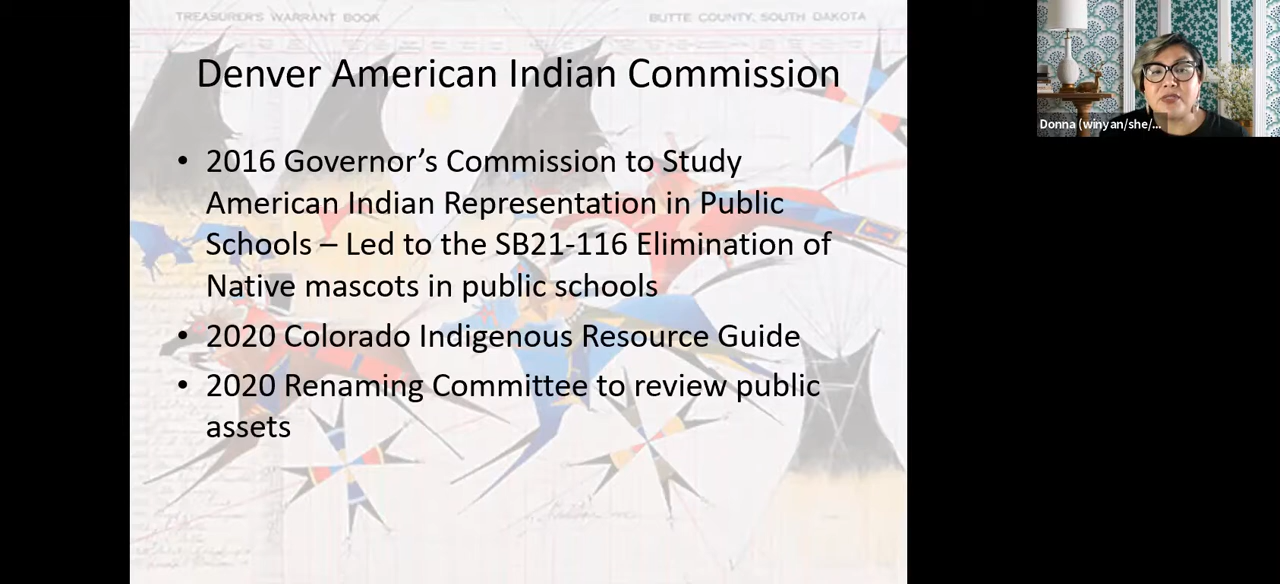 TREASURER'S WARRANT BOOK
BUTTE COUNTY, SOUTH DAKOTA
Denver American Indian Commission
• 2016 Governor’s Commission to Study
American Indian Representation in Public
Schools – Led to the SB21-116 Elimination of
Native mascots in public schools
• 2020 Colorado Indigenous Resource Guide
• 2020 Renaming Committee to review public
assets
Donna (winyan/she/...